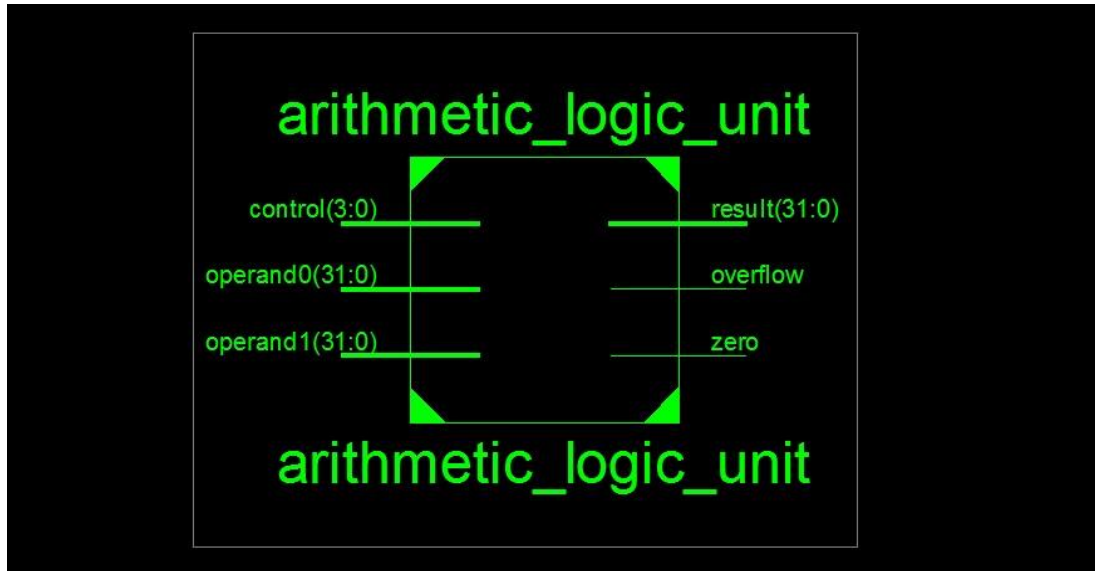 arithmetic_logic_unit
control(3:0)
result(31:0)
operand0(31:0)
overflow
operand1(31:0)
zero
arithmetic_logic_unit